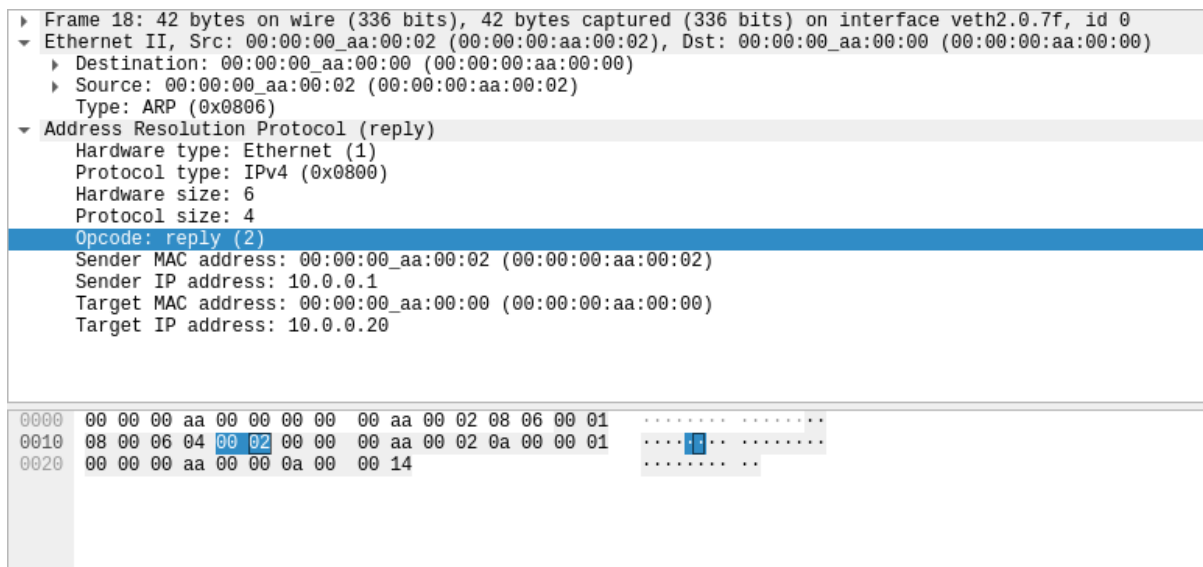 Frame 18: 42 bytes on wire (336 bits), 42 bytes captured (336 bits) on interface veth2.0.7f, id 0
Ethernet II, Src: 00:00:00_aa:00:02 (00:00:00:aa:00:02), Dst: 00:00:00_aa:00:00 (00:00:00:aa:00:00)
Destination: 00:00:00_aa:00:00 (00:00:00:aa:00:00)
Source: 00:00:00_aa:00:02 (00:00:00:aa:00:02)
Type: ARP (0x0806)
Address Resolution Protocol (reply)
Hardware type: Ethernet (1)
Protocol type: IPv4 (0x0800)
Hardware size: 6
Protocol size: 4
Opcode: reply (2)
Sender MAC address: 00:00:00_aa:00:02 (00:00:00:aa:00:02)
Sender IP address: 10.0.0.1
Target MAC address: 00:00:00_aa:00:00 (00:00:00:aa:00:00)
Target IP address: 10.0.0.20
0000 00 00 00 aa 00 00 00 00 00 aa 00 02 08 06 00 01 ········ ········
0010 08 00 06 04 00 02 00 00 00 aa 00 02 0a 00 00 01 ········ ········
0020 00 00 00 aa 00 00 0a 00 00 14 ········ ··